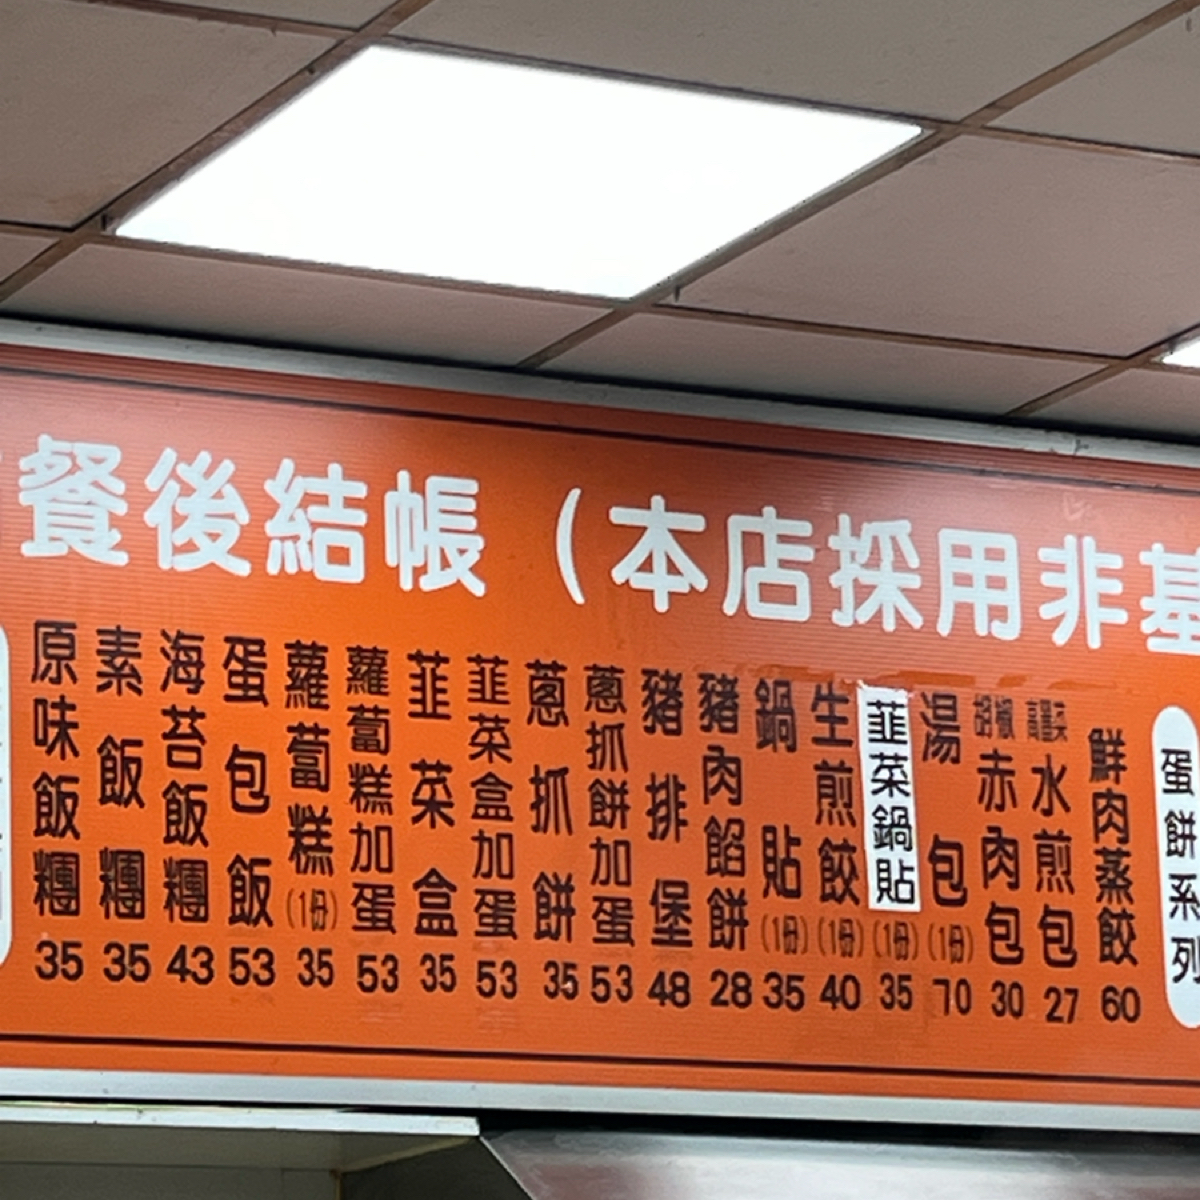 餐後結帳（本店採用非基
原味飯糰 35
素飯糰 35
海苔飯糰 43
蛋包飯 53
蘿蔔糕(1份) 35
蘿蔔糕加蛋 53
韮菜盒 35
韮菜盒加蛋 53
蔥抓餅 35
蔥抓餅加蛋 53
豬排堡 48
豬肉餡餅 28
鍋貼(1份) 35
生煎餃(1份) 40
韮菜鍋貼(1份) 35
湯包(1份) 70
胡椒赤肉包 30
高麗菜水煎包 27
鮮肉蒸餃 60
蛋餅系列